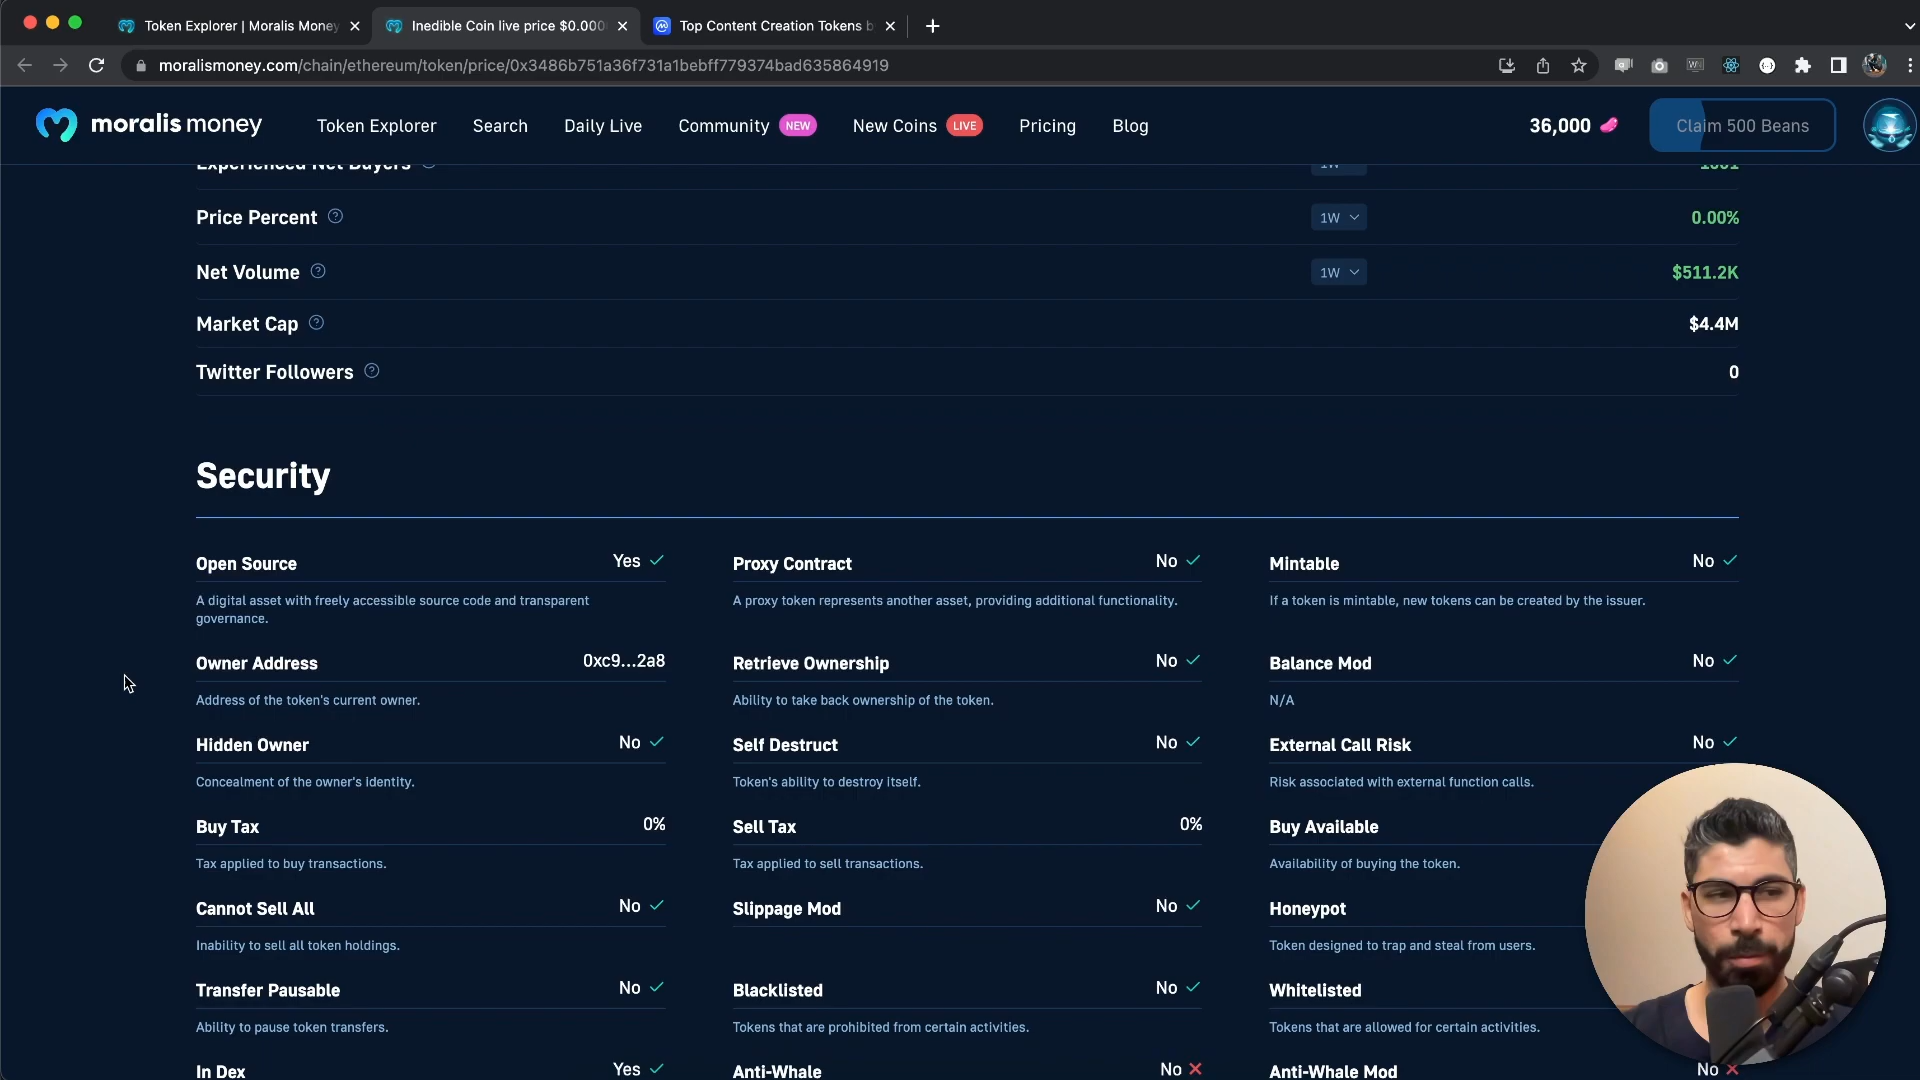 Token Explorer | Moralis Money
Inedible Coin live price $0.000
Top Content Creation Tokens b
moralismoney.com/chain/ethereum/token/price/0x3486b751a36f731a1bebff779374bad635864919
moralis money
Token Explorer
Search
Daily Live
Community NEW
New Coins LIVE
Pricing
Blog
36,000
Claim 500 Beans
Experienced Net Buyers
1W
Price Percent
1W
0.00%
Net Volume
1W
$511.2K
Market Cap
$4.4M
Twitter Followers
0
Security
Open Source Yes
A digital asset with freely accessible source code and transparent
governance.
Proxy Contract No
A proxy token represents another asset, providing additional functionality.
Mintable No
If a token is mintable, new tokens can be created by the issuer.
Owner Address 0xc9...2a8
Address of the token's current owner.
Retrieve Ownership No
Ability to take back ownership of the token.
Balance Mod No
N/A
Hidden Owner No
Concealment of the owner's identity.
Self Destruct No
Token's ability to destroy itself.
External Call Risk No
Risk associated with external function calls.
Buy Tax 0%
Tax applied to buy transactions.
Sell Tax 0%
Tax applied to sell transactions.
Buy Available
Availability of buying the token.
Cannot Sell All No
Inability to sell all token holdings.
Slippage Mod No
Honeypot
Token designed to trap and steal from users.
Transfer Pausable No
Ability to pause token transfers.
Blacklisted No
Tokens that are prohibited from certain activities.
Whitelisted
Tokens that are allowed for certain activities.
In Dex Yes
Anti-Whale No
Anti-Whale Mod No